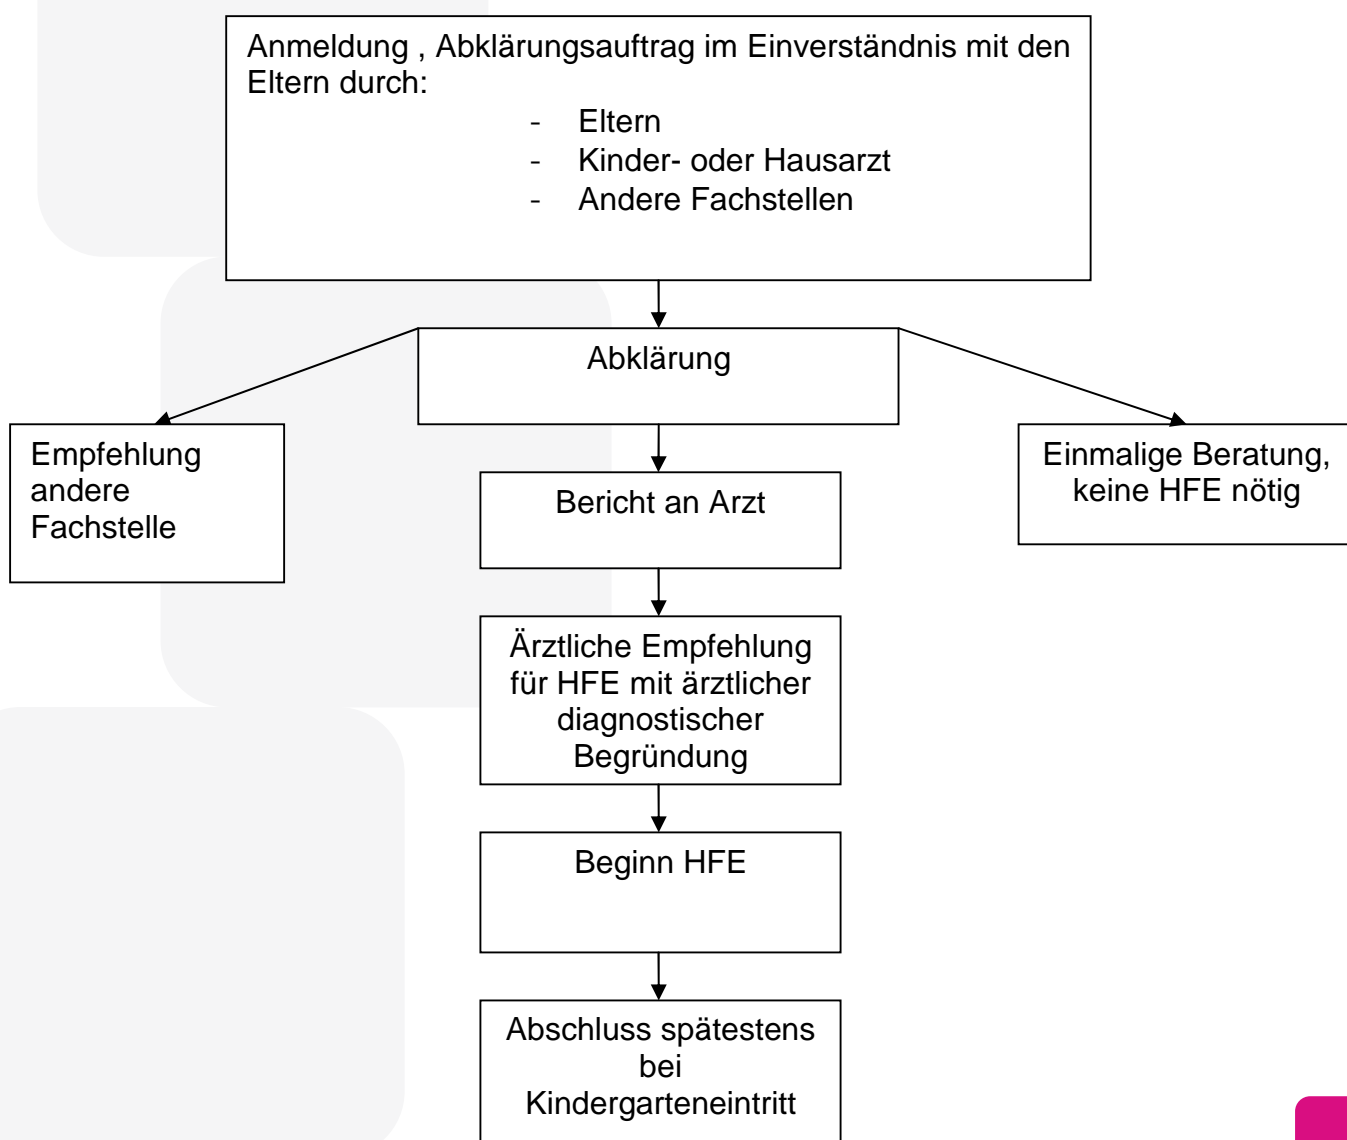 Anmeldung , Abklärungsauftrag im Einverständnis mit den
Eltern durch:
- Eltern
- Kinder- oder Hausarzt
- Andere Fachstellen
Abklärung
Empfehlung
andere
Fachstelle
Einmalige Beratung,
keine HFE nötig
Bericht an Arzt
Ärztliche Empfehlung
für HFE mit ärztlicher
diagnostischer
Begründung
Beginn HFE
Abschluss spätestens
bei
Kindergarteneintritt